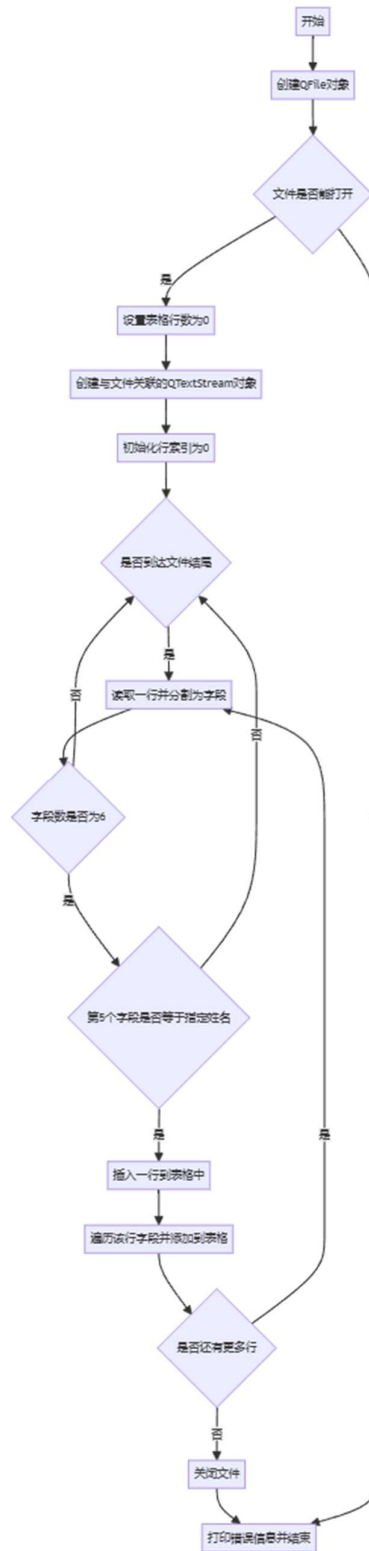 开始
创建QFile对象
文件是否能打开
是
设置表格行数为0
创建与文件关联的QTextStream对象
初始化行索引为0
是否到达文件结尾
是
否
读取一行并分割为字段
否
字段数是否为6
是
第5个字段是否等于指定姓名
是
是
插入一行到表格中
遍历该行字段并添加到表格
是否还有更多行
否
关闭文件
打印错误信息并结束